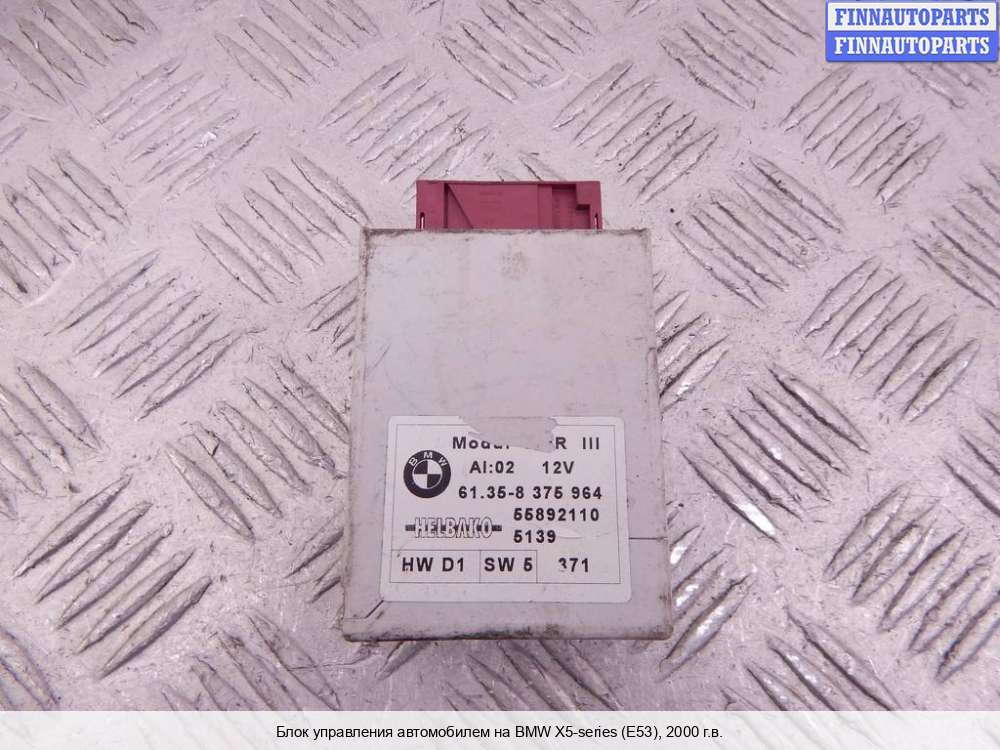 FINNAUTOPARTS
FINNAUTOPARTS
III
BMW
AI:02 12V
61.35-8 375 964
55892110
HELBAKO 5139
HW D1 SW 5 371
Блок управления автомобилем на BMW X5-series (E53), 2000 г.в.